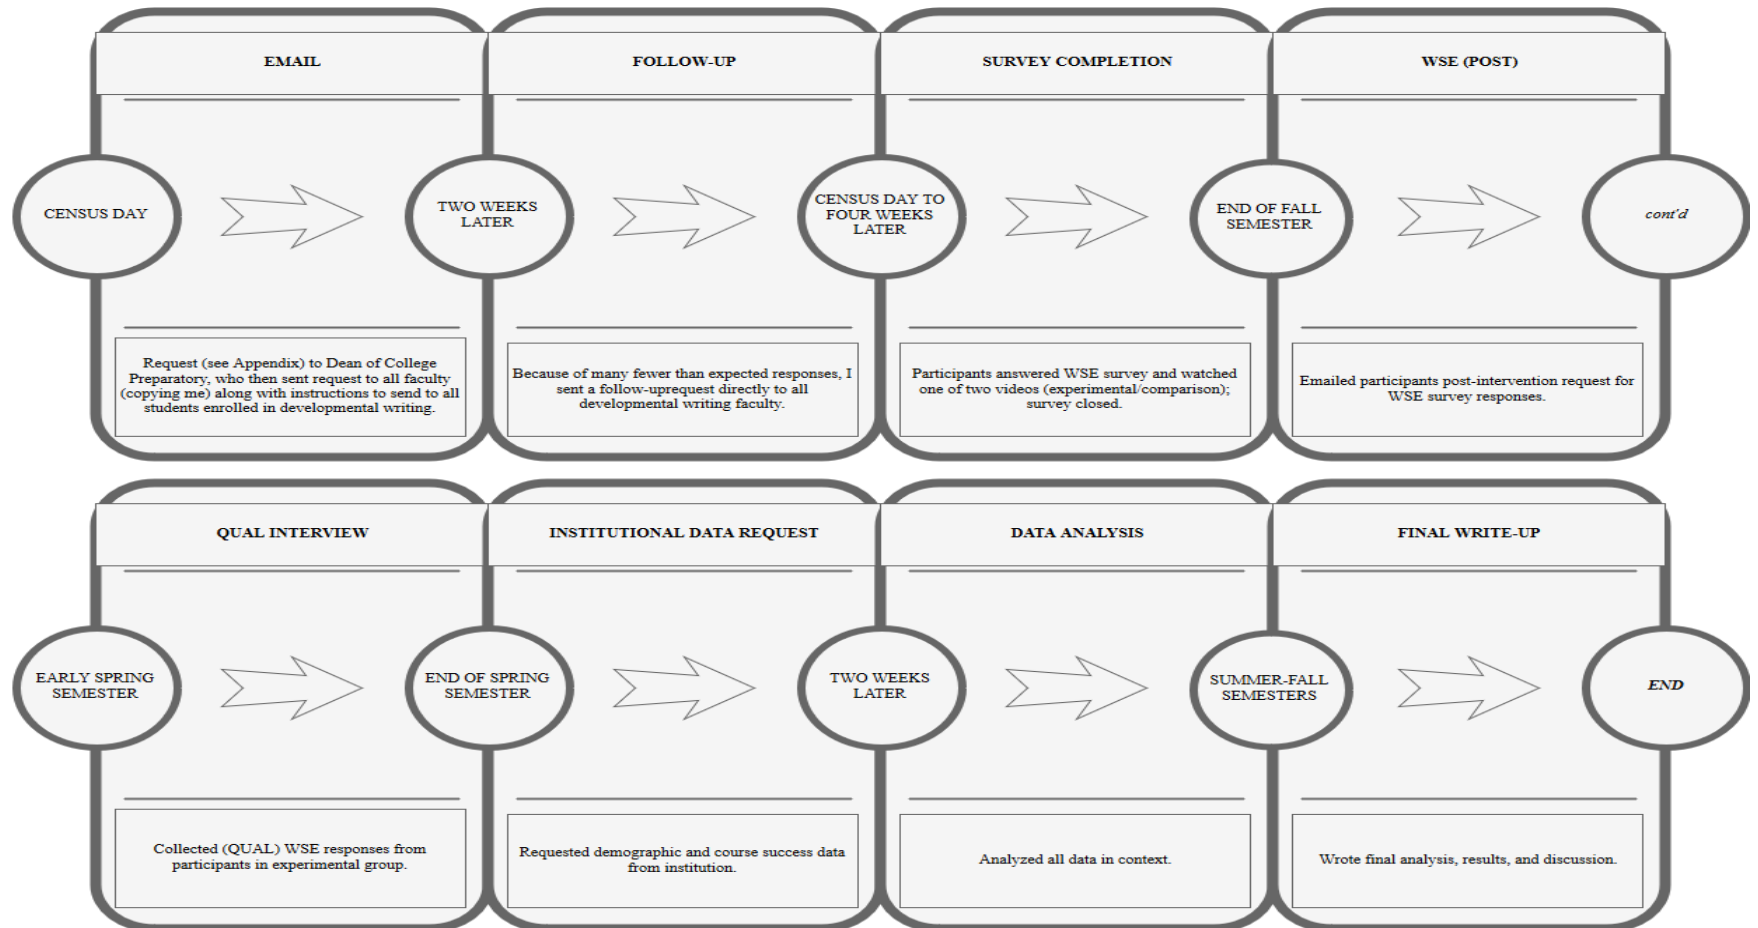 EMAIL
FOLLOW-UP
SURVEY COMPLETION
WSE (POST)
CENSUS DAY
TWO WEEKS
LATER
CENSUS DAY TO
FOUR WEEKS
LATER
END OF FALL
SEMESTER
cont'd
Request (see Appendix) to Dean of College
Preparatory, who then sent request to all faculty
(copying me) along with instructions to send to all
students enrolled in developmental writing.
Because of many fewer than expected responses, I
sent a follow-uprequest directly to all
developmental writing faculty.
Participants answered WSE survey and watched
one of two videos (experimental/comparison);
survey closed.
Emailed participants post-intervention request for
WSE survey responses.
QUAL INTERVIEW
INSTITUTIONAL DATA REQUEST
DATA ANALYSIS
FINAL WRITE-UP
EARLY SPRING
SEMESTER
END OF SPRING
SEMESTER
TWO WEEKS
LATER
SUMMER-FALL
SEMESTERS
END
Collected (QUAL) WSE responses from
participants in experimental group.
Requested demographic and course success data
from institution.
Analyzed all data in context.
Wrote final analysis, results, and discussion.